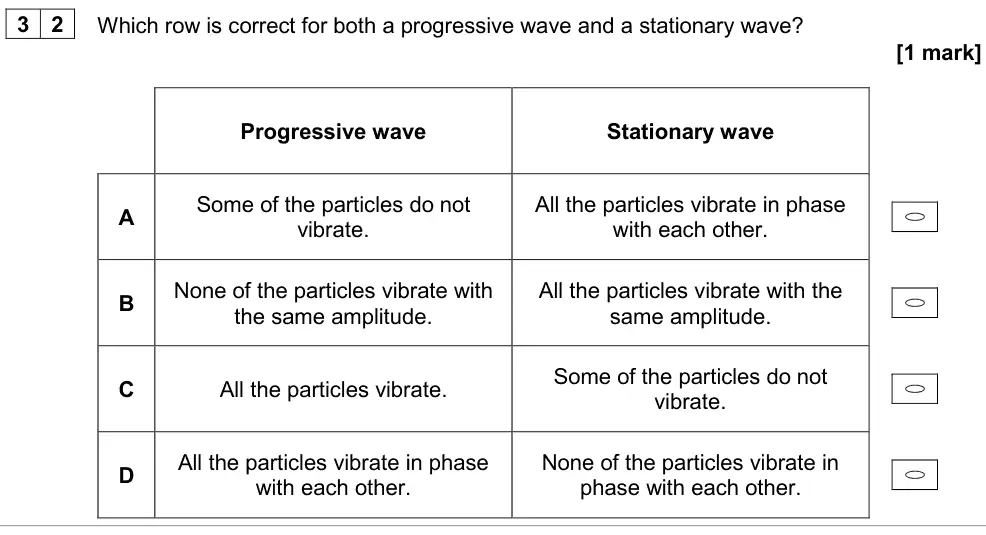 3 2 Which row is correct for both a progressive wave and a stationary wave?
[1 mark]
Progressive wave Stationary wave
A
Some of the particles do not
vibrate.
All the particles vibrate in phase
with each other.
B
None of the particles vibrate with
the same amplitude.
All the particles vibrate with the
same amplitude.
C
All the particles vibrate.
Some of the particles do not
vibrate.
D
All the particles vibrate in phase
with each other.
None of the particles vibrate in
phase with each other.